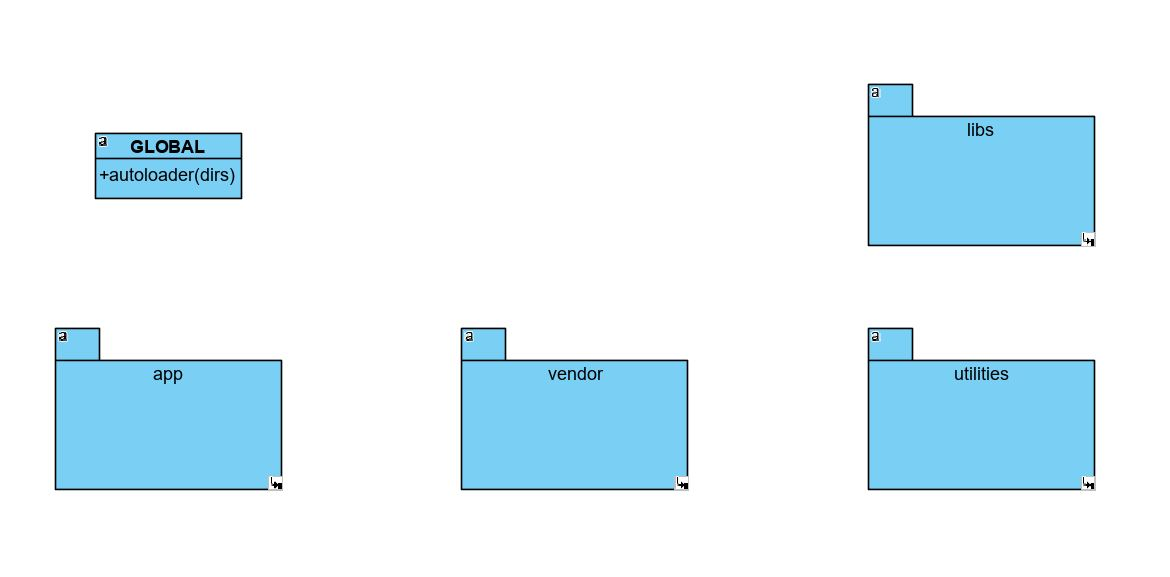 a
libs
a
GLOBAL
+autoloader(dirs)
a
app
a
vendor
a
utilities